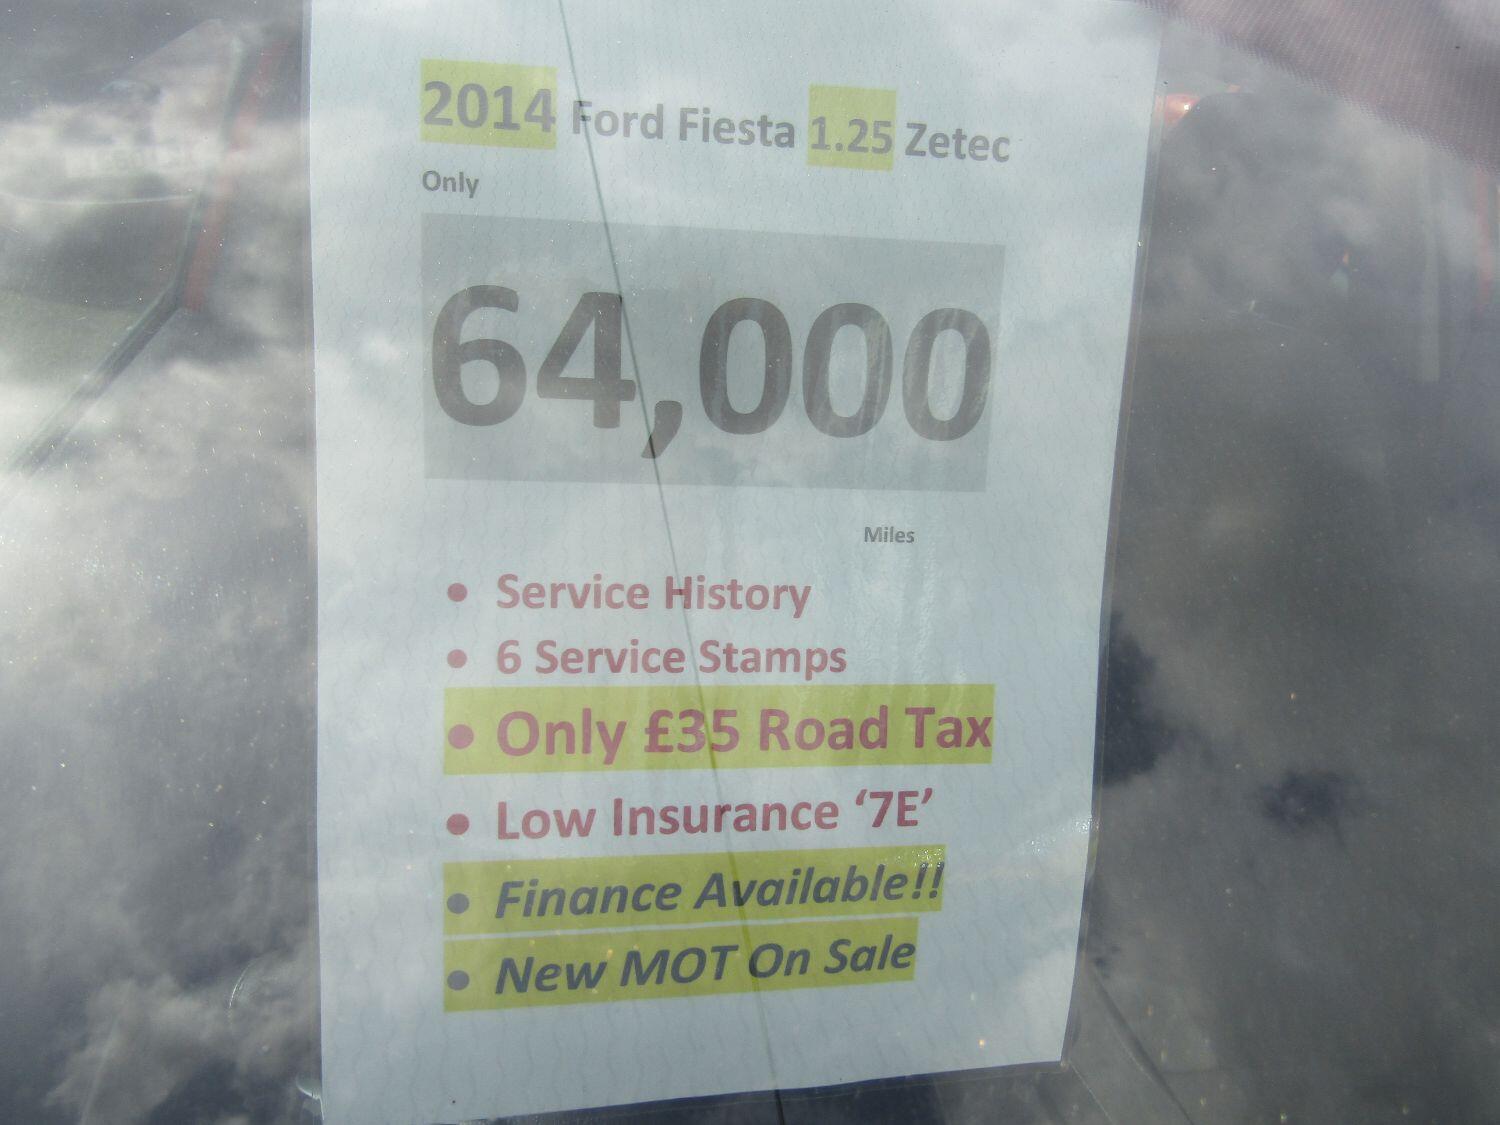 2014 Ford Fiesta 1.25 Zetec
Only
64,000
Miles
• Service History
• 6 Service Stamps
• Only £35 Road Tax
• Low Insurance ‘7E’
• Finance Available!!
• New MOT On Sale